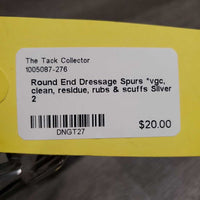 The Tack Collector
1005087-276
Round End Dressage Spurs *vgc,
clean, residue, rubs & scuffs Silver
2
DNGT27
$20.00